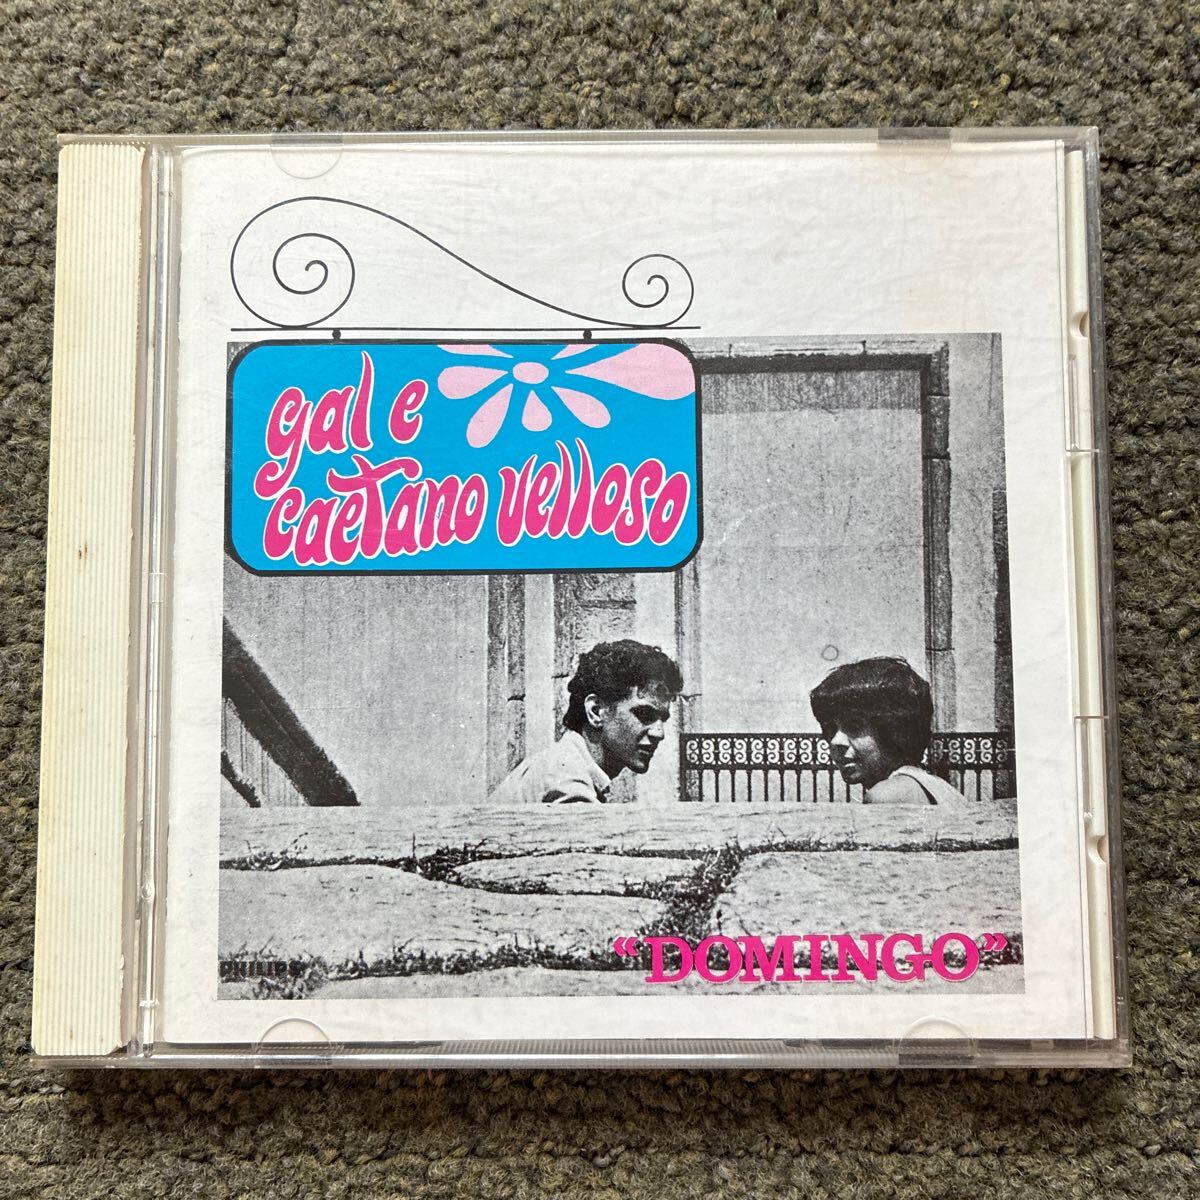 gal e
caetano velloso
“DOMINGO”
PHILIPS